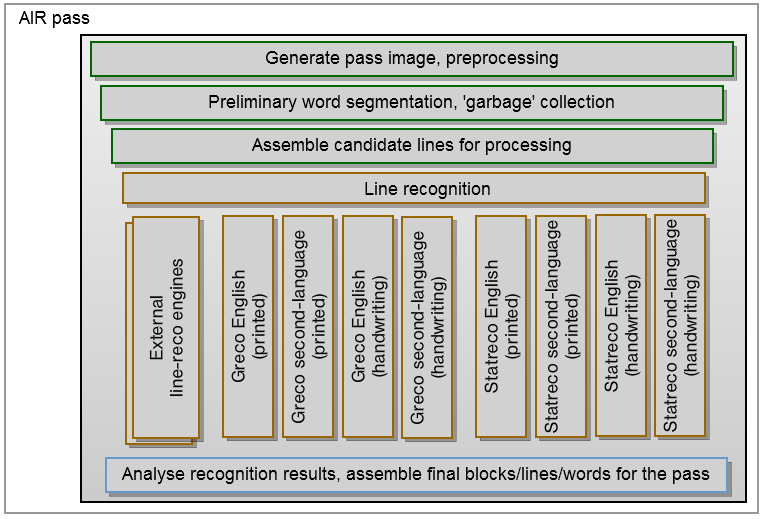 AIR pass
Generate pass image, preprocessing
Preliminary word segmentation, 'garbage' collection
Assemble candidate lines for processing
Line recognition
External
line-reco engines
Greco English
(printed)
Greco second-language
(printed)
Greco English
(handwriting)
Greco second-language
(handwriting)
Statreco English
(printed)
Statreco second-language
(printed)
Statreco English
(handwriting)
Statreco second-language
(handwriting)
Analyse recognition results, assemble final blocks/lines/words for the pass